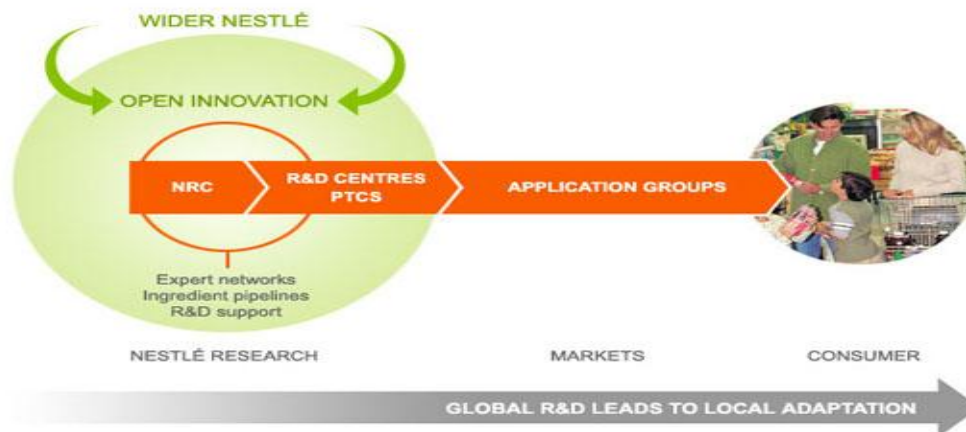 WIDER NESTLÉ
OPEN INNOVATION
NRC
R&D CENTRES
PTCS
APPLICATION GROUPS
Expert networks
Ingredient pipelines
R&D support
NESTLÉ RESEARCH
MARKETS
CONSUMER
GLOBAL R&D LEADS TO LOCAL ADAPTATION